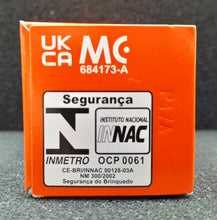 UK
CA
MC
684173-A
Segurança
INSTITUTO NACIONAL
INNAC
INMETRO
OCP 0061
CE-BRI/INNAC 00128-03A
NM 300/2002
Segurança do Brinquedo